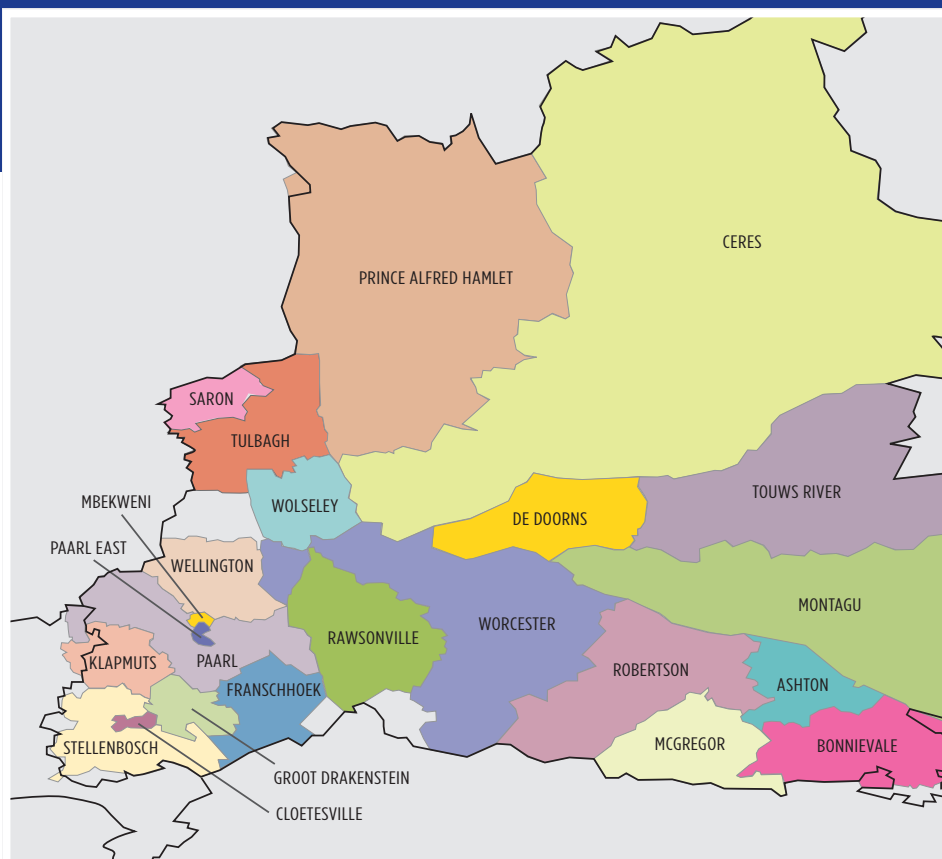 CERES
PRINCE ALFRED HAMLET
SARON
TULBAGH
TOUWS RIVER
MBEKWENI
WOLSELEY
DE DOORNS
PAARL EAST
WELLINGTON
MONTAGU
WORCESTER
RAWSONVILLE
KLAPMUTS
PAARL
ROBERTSON
ASHTON
FRANSCHHOEK
STELLENBOSCH
MCGREGOR
BONNIEVALE
GROOT DRAKENSTEIN
CLOETESVILLE